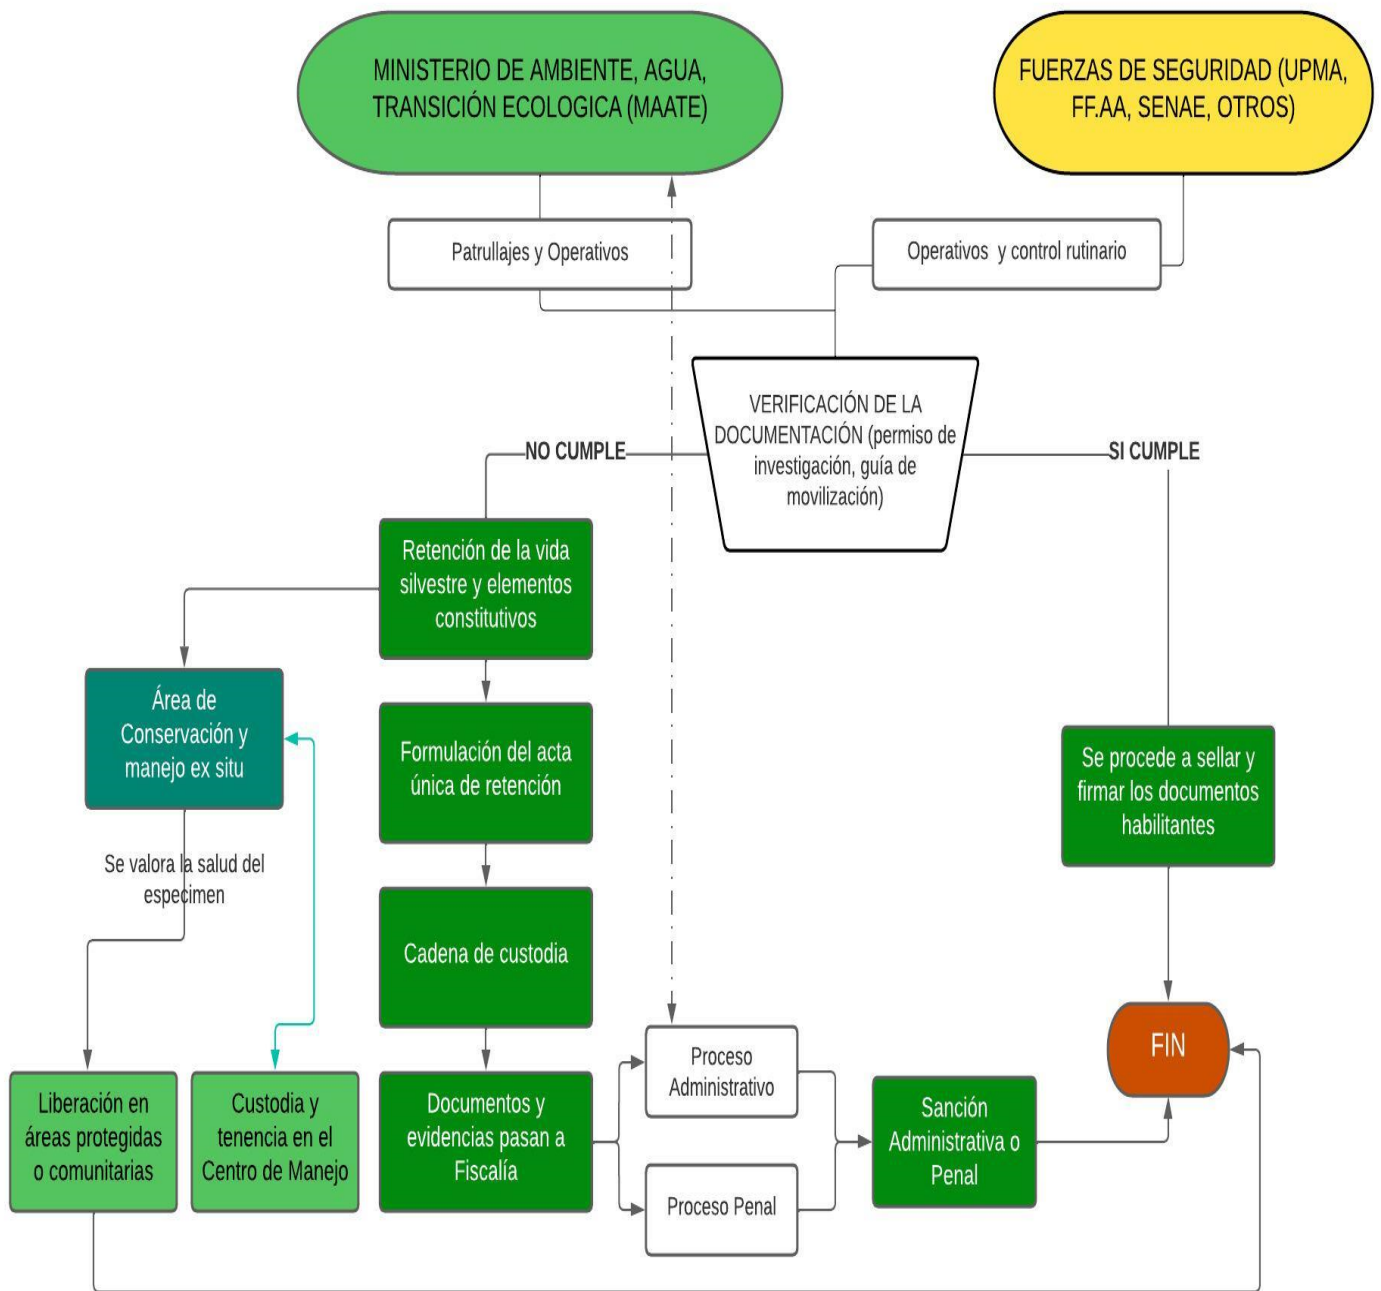 MINISTERIO DE AMBIENTE, AGUA,
TRANSICIÓN ECOLOGICA (MAATE)
FUERZAS DE SEGURIDAD (UPMA,
FF.AA, SENAE, OTROS)
Patrullajes y Operativos
Operativos y control rutinario
VERIFICACIÓN DE LA
DOCUMENTACIÓN (permiso de
investigación, guía de
movilización)
NO CUMPLE
SI CUMPLE
Retención de la vida
silvestre y elementos
constitutivos
Área de
Conservación y
manejo ex situ
Formulación del acta
única de retención
Se procede a sellar y
firmar los documentos
habilitantes
Se valora la salud del
especimen
Cadena de custodia
FIN
Liberación en
áreas protegidas
o comunitarias
Custodia y
tenencia en el
Centro de Manejo
Documentos y
evidencias pasan a
Fiscalía
Proceso
Administrativo
Proceso Penal
Sanción
Administrativa o
Penal